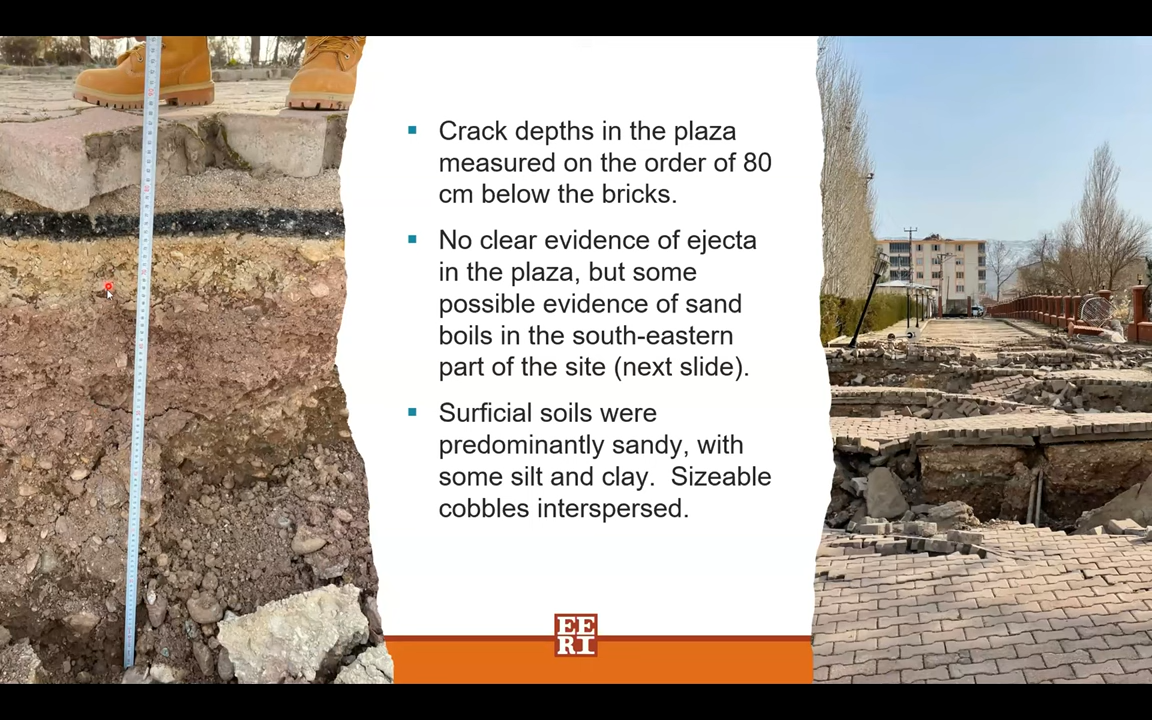 Crack depths in the plaza
measured on the order of 80
cm below the bricks.
No clear evidence of ejecta
in the plaza, but some
possible evidence of sand
boils in the south-eastern
part of the site (next slide).
Surficial soils were
predominantly sandy, with
some silt and clay.  Sizeable
cobbles interspersed.
EE
RI